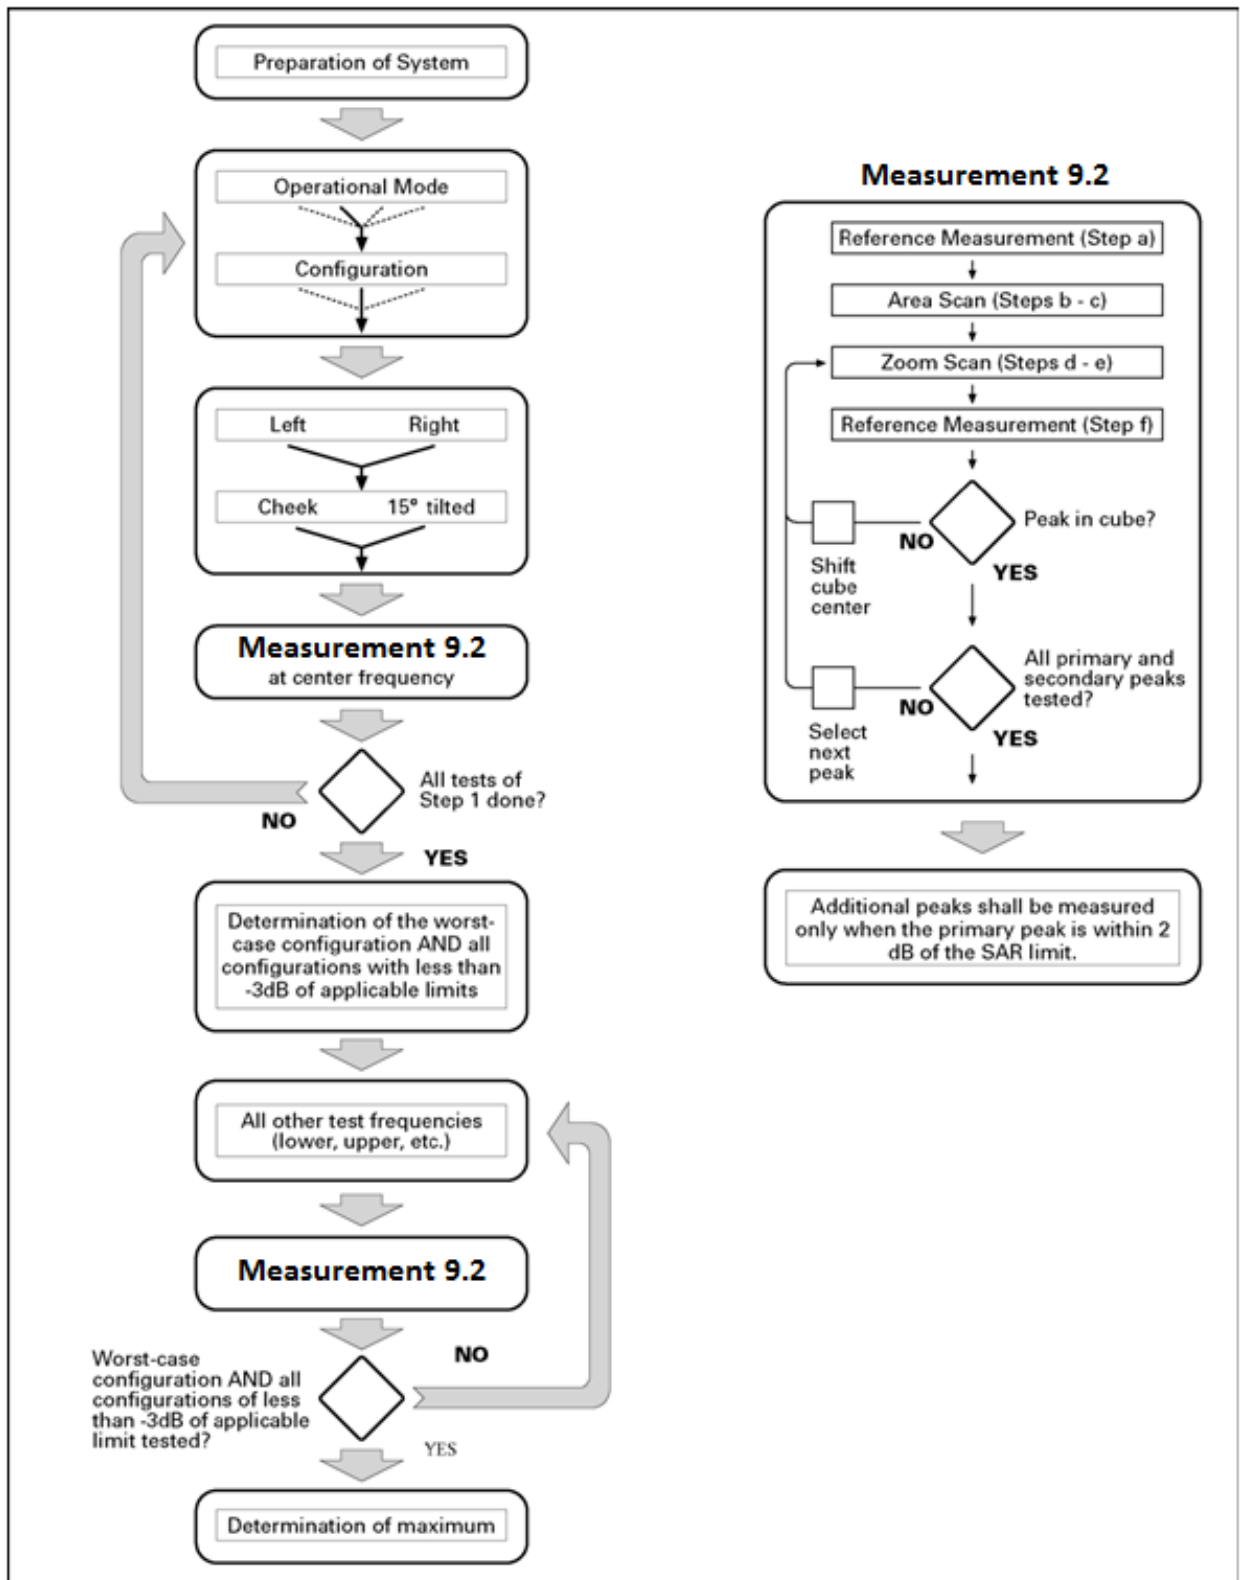 Preparation of System
Operational Mode
Configuration
Left Right
Cheek 15° tilted
Measurement 9.2
at center frequency
All tests of
Step 1 done?
NO
YES
Determination of the worst-
case configuration AND all
configurations with less than
-3dB of applicable limits
All other test frequencies
(lower, upper, etc.)
Measurement 9.2
NO
Worst-case
configuration AND all
configurations of less
than -3dB of applicable
limit tested?
YES
Determination of maximum
Measurement 9.2
Reference Measurement (Step a)
Area Scan (Steps b - c)
Zoom Scan (Steps d - e)
Reference Measurement (Step f)
Peak in cube?
NO
Shift
cube
center
YES
All primary and
secondary peaks
tested?
NO
Select
next
peak
YES
Additional peaks shall be measured
only when the primary peak is within 2
dB of the SAR limit.